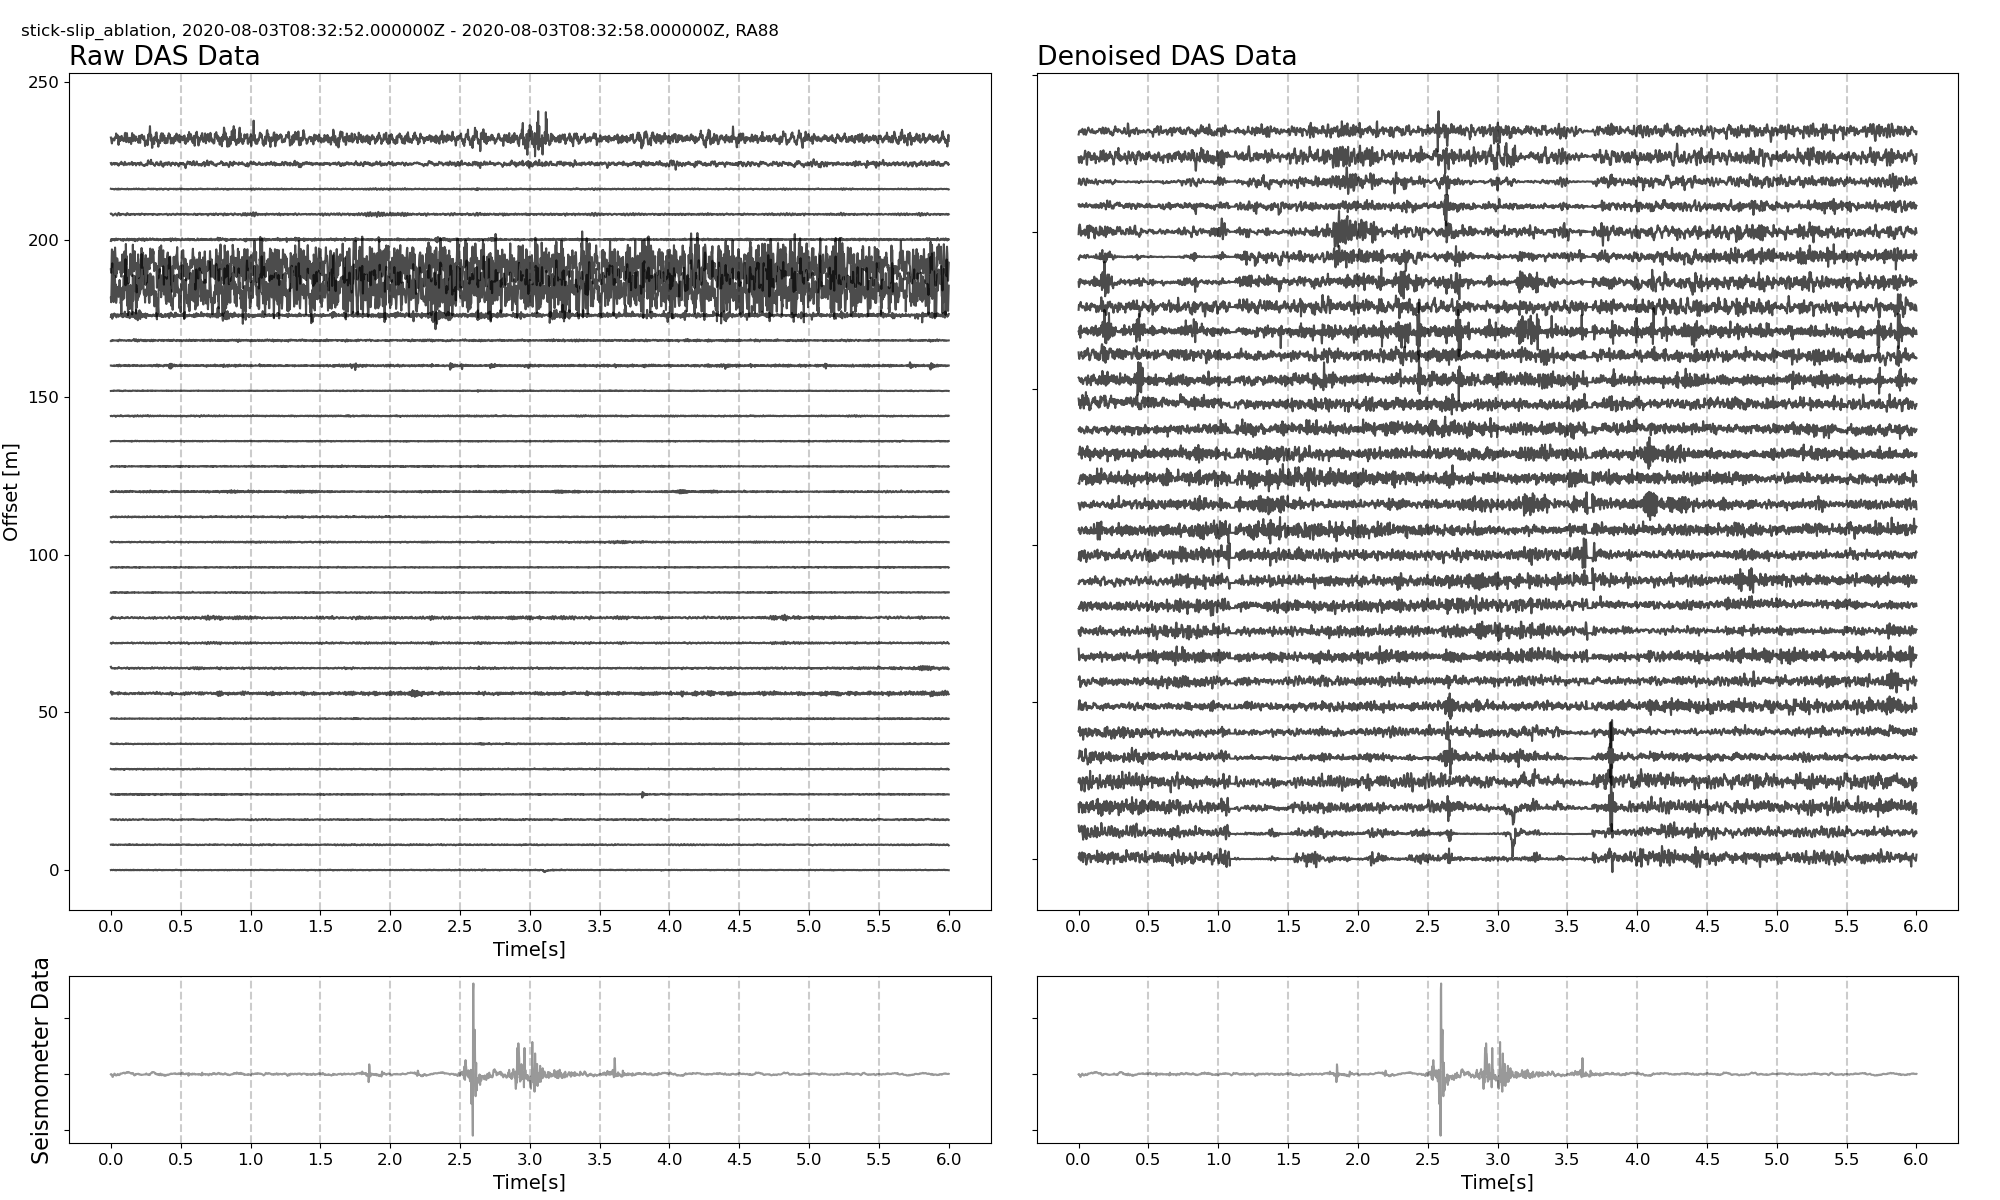 stick-slip_ablation, 2020-08-03T08:32:52.000000Z - 2020-08-03T08:32:58.000000Z, RA88
Raw DAS Data
Denoised DAS Data
250
200
150
100
50
0
Offset [m]
0.0 0.5 1.0 1.5 2.0 2.5 3.0 3.5 4.0 4.5 5.0 5.5 6.0
Time[s]
0.0 0.5 1.0 1.5 2.0 2.5 3.0 3.5 4.0 4.5 5.0 5.5 6.0
Seismometer Data
0.0 0.5 1.0 1.5 2.0 2.5 3.0 3.5 4.0 4.5 5.0 5.5 6.0
Time[s]
0.0 0.5 1.0 1.5 2.0 2.5 3.0 3.5 4.0 4.5 5.0 5.5 6.0
Time[s]